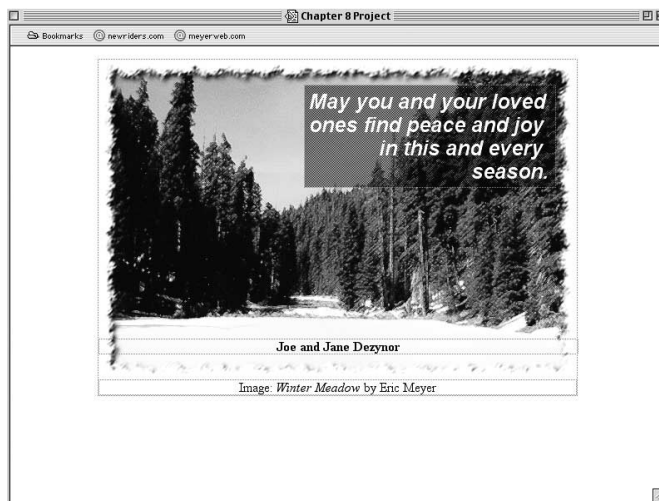 Chapter 8 Project
Bookmarks newriders.com meyerweb.com
May you and your loved
ones find peace and joy
in this and every
season.
Joe and Jane Dezynor
Image: Winter Meadow by Eric Meyer